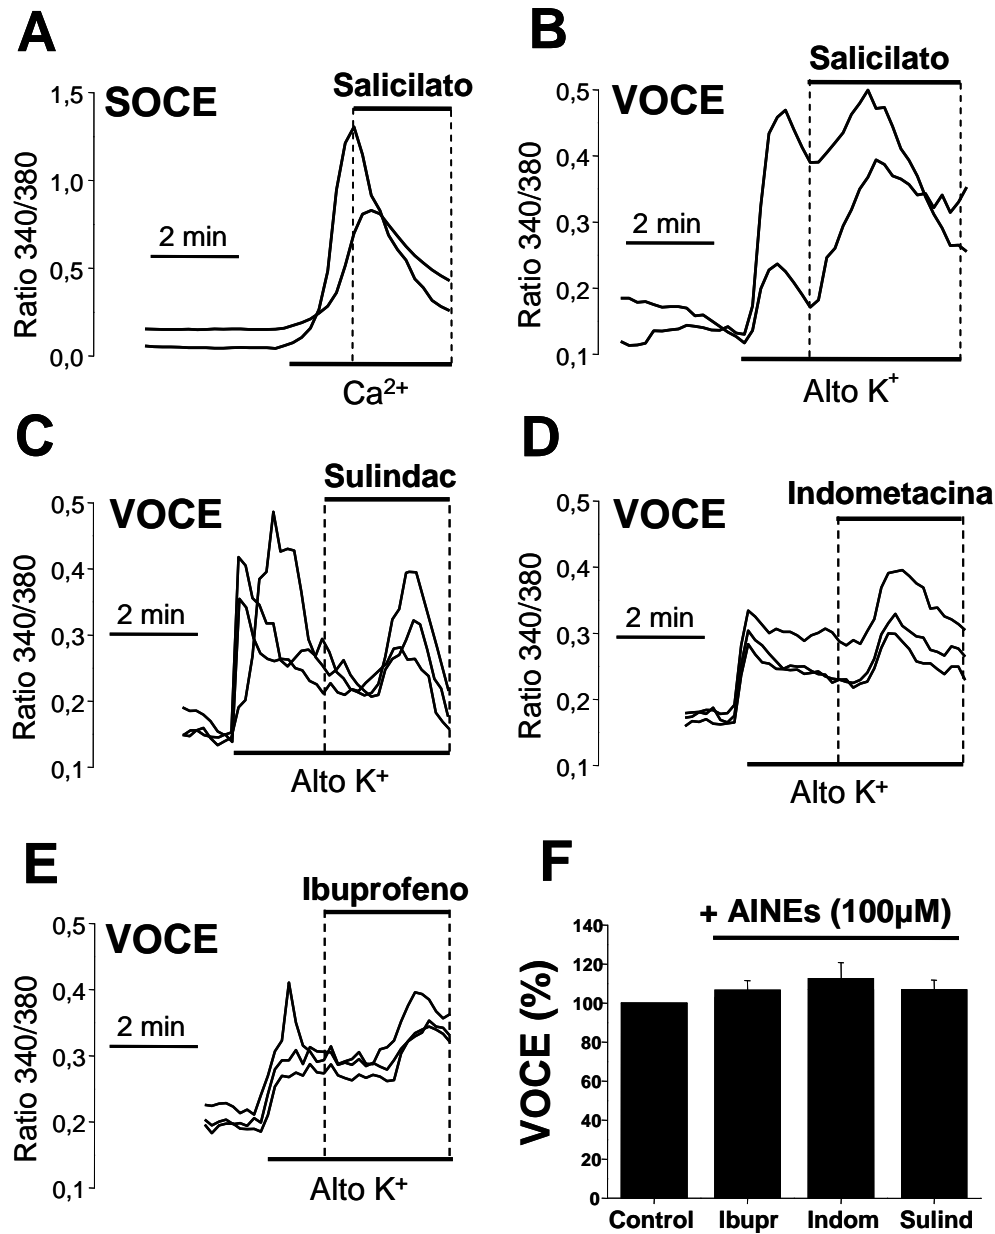 A
SOCE
Salicilato
1,5
1,0
0,5
0,0
Ratio 340/380
2 min
Ca²⁺
B
VOCE
Salicilato
0,5
0,4
0,3
0,2
0,1
Ratio 340/380
2 min
Alto K⁺
C
VOCE
Sulindac
0,5
0,4
0,3
0,2
0,1
Ratio 340/380
2 min
Alto K⁺
D
VOCE
Indometacina
0,5
0,4
0,3
0,2
0,1
Ratio 340/380
2 min
Alto K⁺
E
VOCE
Ibuprofeno
0,5
0,4
0,3
0,2
0,1
Ratio 340/380
2 min
Alto K⁺
F
+ AINEs (100µM)
140
120
100
80
60
40
20
0
VOCE (%)
Control Ibupr Indom Sulind